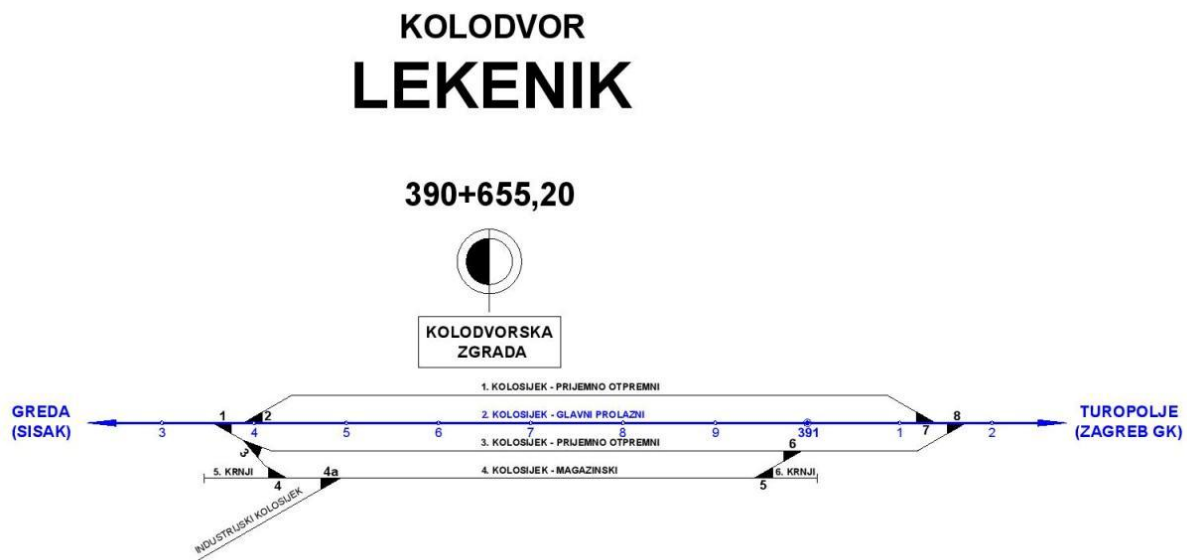 KOLODVOR
LEKENIK
390+655,20
KOLODVORSKA
ZGRADA
1. KOLOSIJEK - PRIJEMNO OTPREMNI
GREDA
(SISAK)
1
2
2. KOLOSIJEK - GLAVNI PROLAZNI
8
TUROPOLJE
(ZAGREB GK)
3
4
5
6
7
8
9
391
1
7
2
3
3. KOLOSIJEK - PRIJEMNO OTPREMNI
6
5. KRNJI
4
4a
4. KOLOSIJEK - MAGAZINSKI
5
6. KRNJI
INDUSTRIJSKI KOLOSIJEK